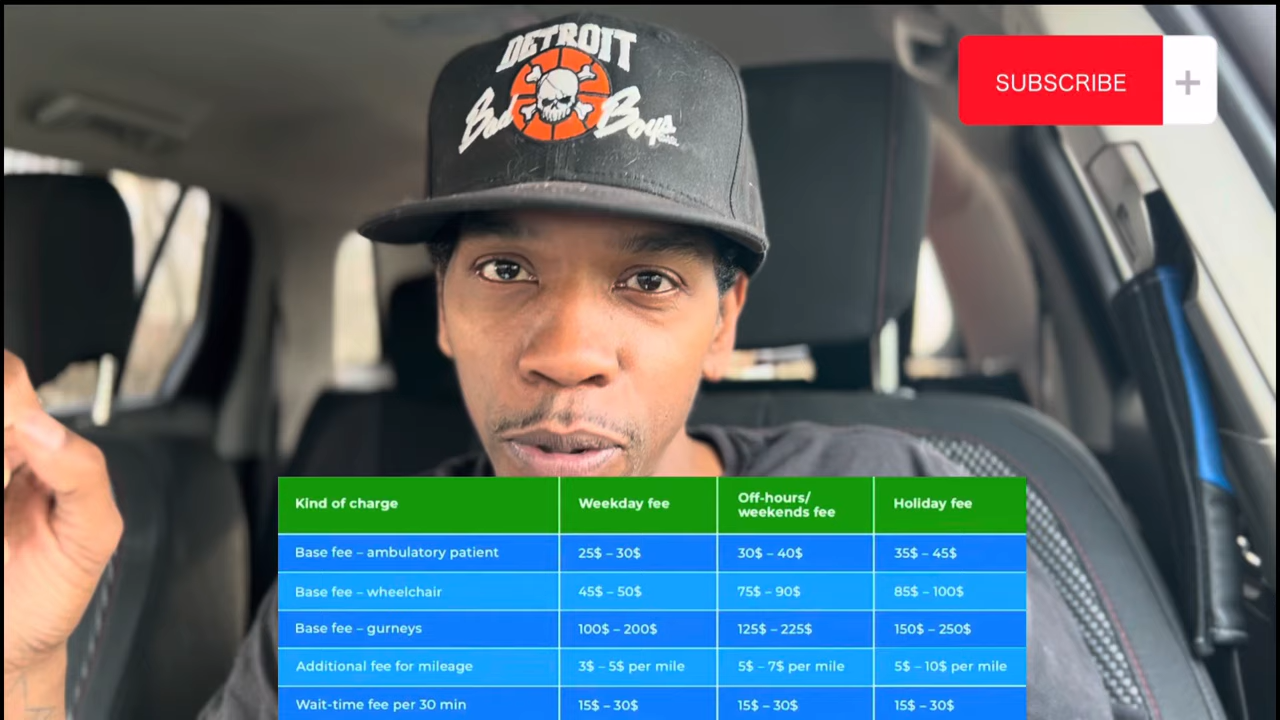 DETROIT
Bad Boys
SUBSCRIBE +
Kind of charge Weekday fee Off-hours/ weekends fee Holiday fee
Base fee – ambulatory patient 25$ – 30$ 30$ – 40$ 35$ – 45$
Base fee – wheelchair 45$ – 50$ 75$ – 90$ 85$ – 100$
Base fee – gurneys 100$ – 200$ 125$ – 225$ 150$ – 250$
Additional fee for mileage 3$ – 5$ per mile 5$ – 7$ per mile 5$ – 10$ per mile
Wait-time fee per 30 min 15$ – 30$ 15$ – 30$ 15$ – 30$